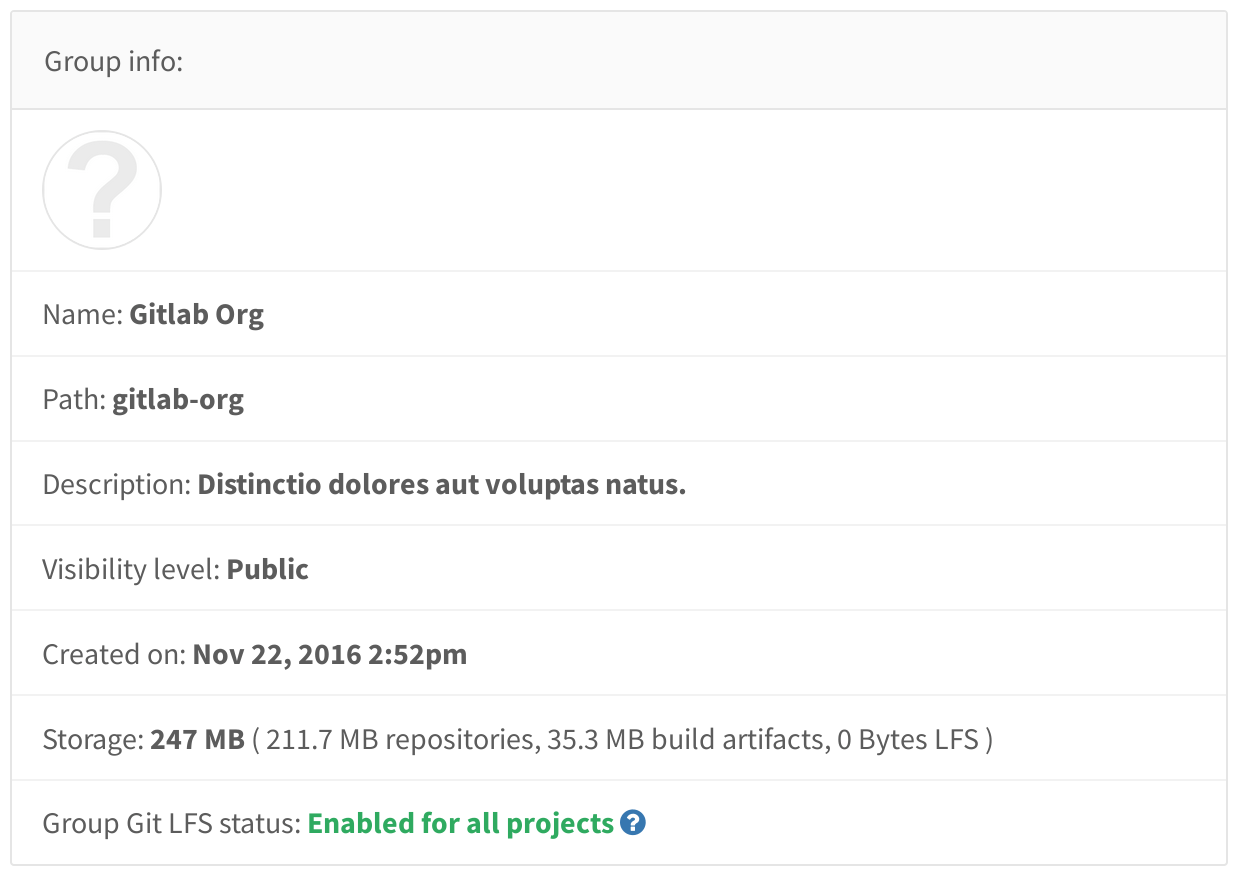 Group info:
?
Name: Gitlab Org
Path: gitlab-org
Description: Distinctio dolores aut voluptas natus.
Visibility level: Public
Created on: Nov 22, 2016 2:52pm
Storage: 247 MB ( 211.7 MB repositories, 35.3 MB build artifacts, 0 Bytes LFS )
Group Git LFS status: Enabled for all projects ?